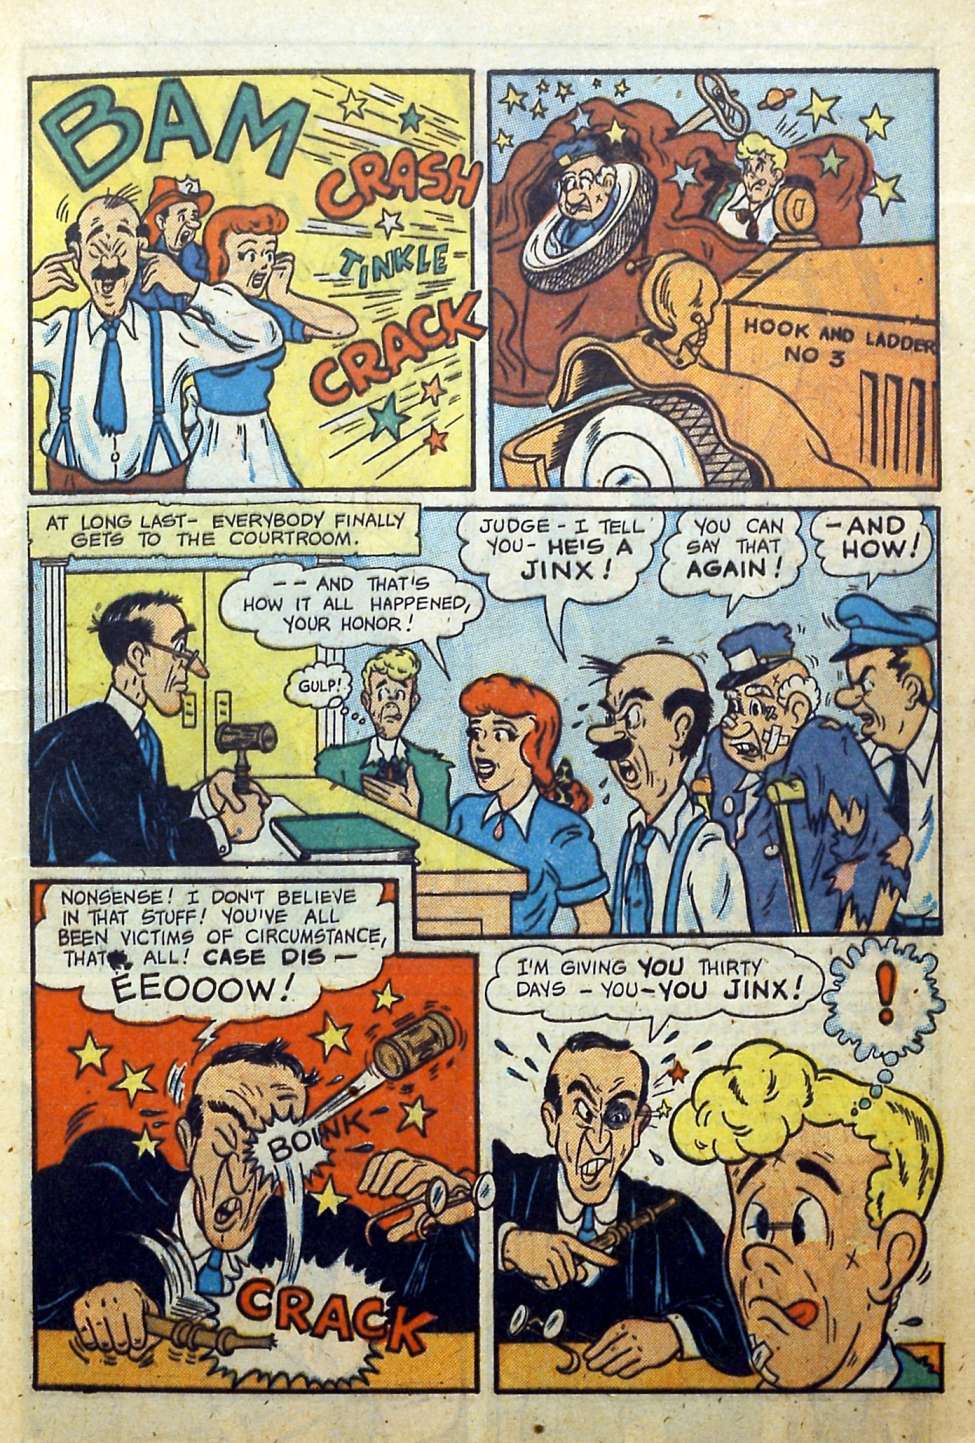 BAM
CRASH
TINKLE-
CRACK
HOOK AND LADDER
NO 3
AT LONG LAST- EVERYBODY FINALLY
GETS TO THE COURTROOM.
-- AND THAT'S
HOW IT ALL HAPPENED,
YOUR HONOR!
GULP!
JUDGE - I TELL
YOU- HE'S A
JINX!
YOU CAN
SAY THAT
AGAIN!
-AND
HOW!
NONSENSE! I DON'T BELIEVE
IN THAT STUFF! YOU'VE ALL
BEEN VICTIMS OF CIRCUMSTANCE,
THAT'S ALL! CASE DIS -
EEOOOW!
BOINK
CRACK
I'M GIVING YOU THIRTY
DAYS - YOU-YOU JINX!
!